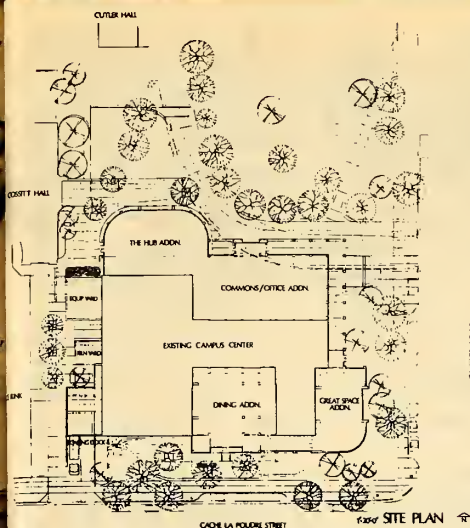 CUTLER HALL
COSSITT HALL
THE HUB ADDN.
COMMONS/OFFICE ADDN.
EQUIP YARD
EXISTING CAMPUS CENTER
DINING ADDN.
GREAT SPACE
ADDN.
SITE PLAN
CACHE LA POUDRE STREET